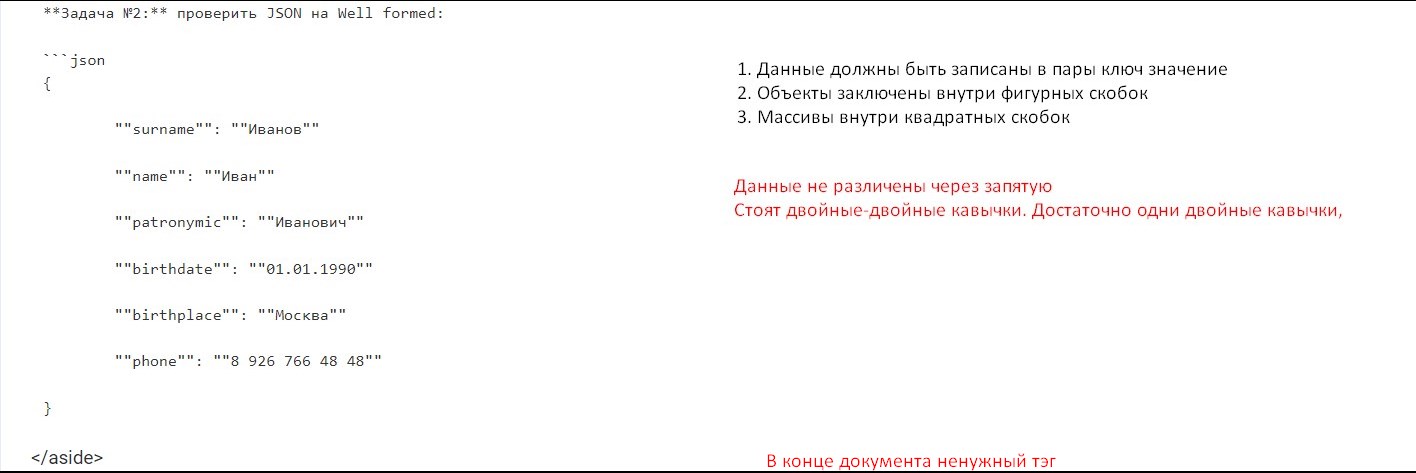 **Задача №2:** проверить JSON на Well formed:
```json
{
""surname"": ""Иванов""
""name"": ""Иван""
""patronymic"": ""Иванович""
""birthdate"": ""01.01.1990""
""birthplace"": ""Москва""
""phone"": ""8 926 766 48 48""
}
</aside>
1. Данные должны быть записаны в пары ключ значение
2. Объекты заключены внутри фигурных скобок
3. Массивы внутри квадратных скобок
Данные не различены через запятую
Стоят двойные-двойные кавычки. Достаточно одни двойные кавычки,
В конце документа ненужный тэг